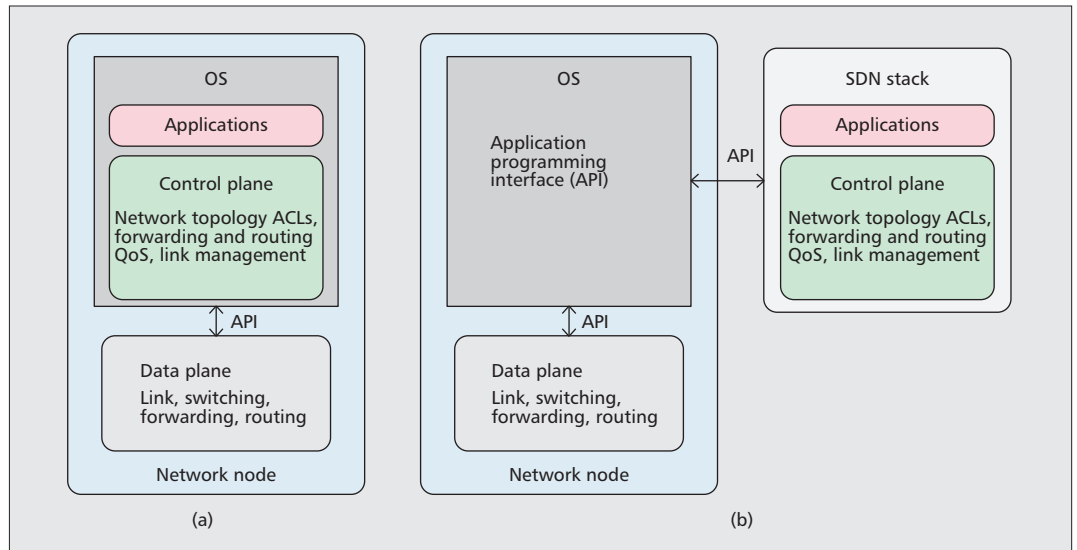 OS
Applications
Control plane
Network topology ACLs,
forwarding and routing
QoS, link management
API
Data plane
Link, switching,
forwarding, routing
Network node
(a)
OS
Application
programming
interface (API)
API
Data plane
Link, switching,
forwarding, routing
Network node
API
SDN stack
Applications
Control plane
Network topology ACLs,
forwarding and routing
QoS, link management
(b)